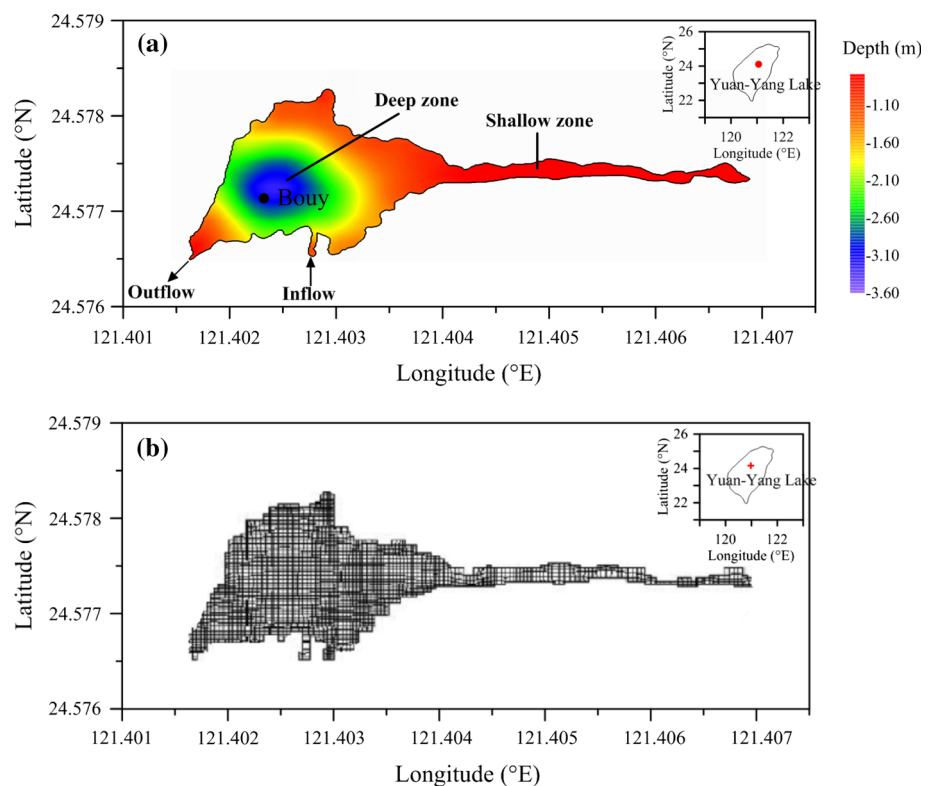 24.579
24.578
24.577
24.576
Latitude (°N)
(a)
Deep zone
Shallow zone
Bouy
Outflow
Inflow
121.401 121.402 121.403 121.404 121.405 121.406 121.407
Longitude (°E)
26
24
22
Latitude (°N)
Yuan-Yang Lake
120 122
Longitude (°E)
Depth (m)
-1.10
-1.60
-2.10
-2.60
-3.10
-3.60
24.579
24.578
24.577
24.576
Latitude (°N)
(b)
121.401 121.402 121.403 121.404 121.405 121.406 121.407
Longitude (°E)
26
24
22
Latitude (°N)
Yuan-Yang Lake
120 122
Longitude (°E)